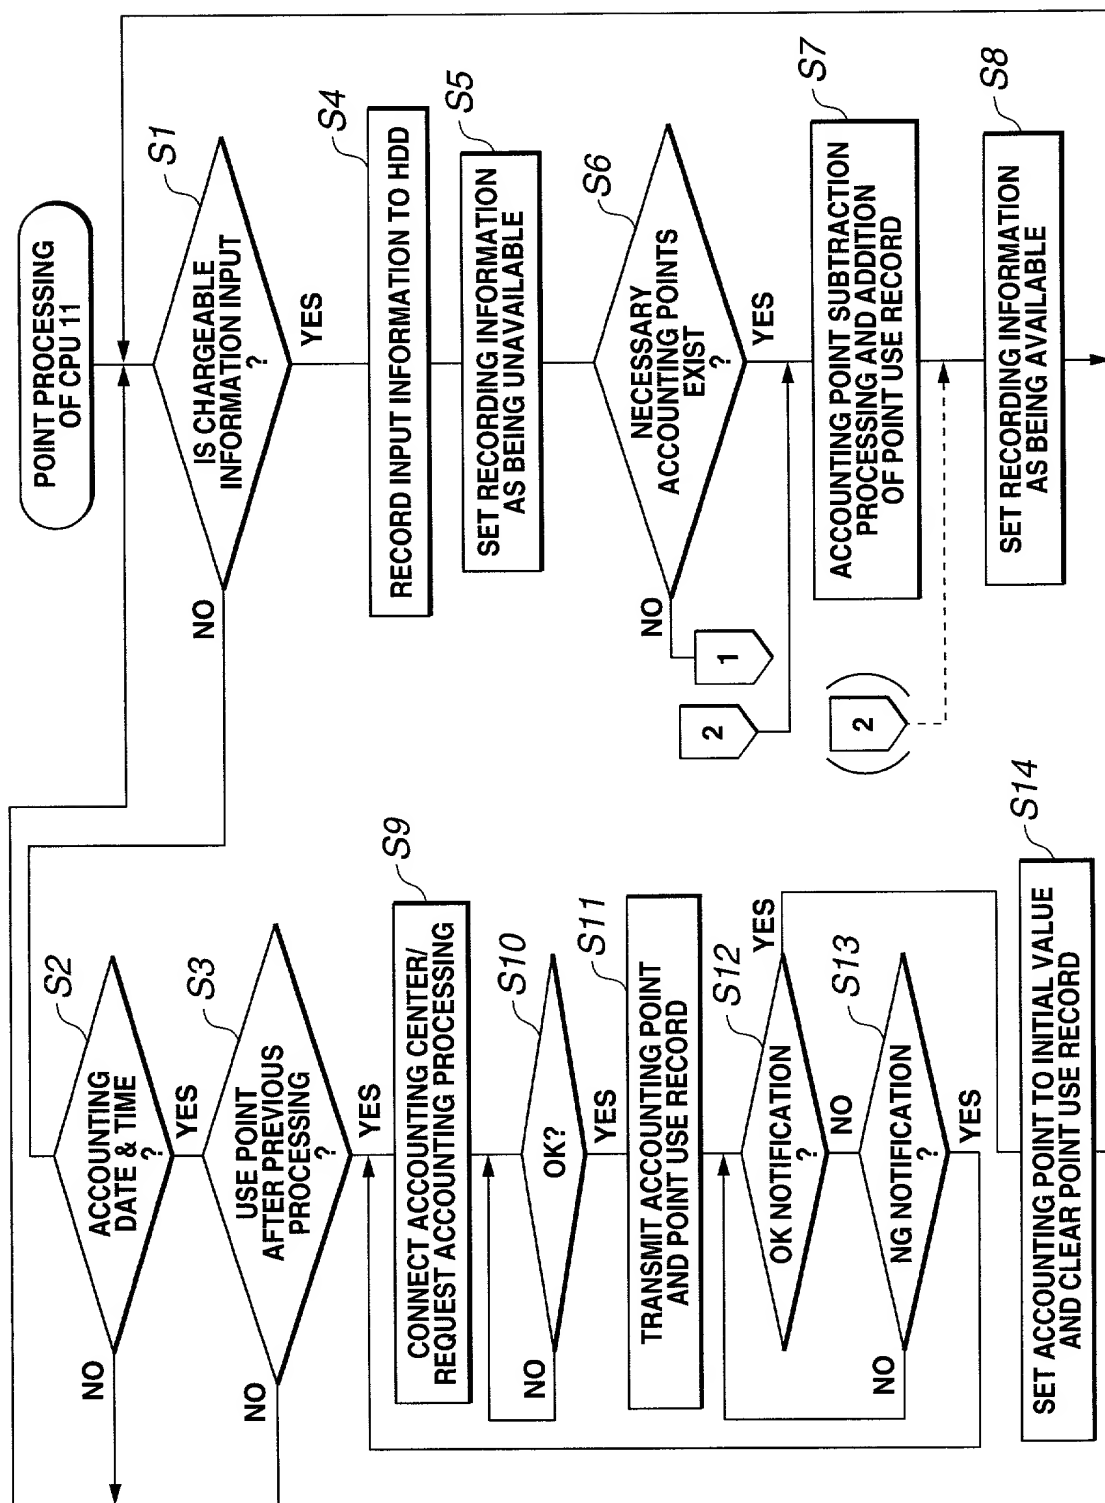 POINT PROCESSING
OF CPU 11
S1
IS CHARGEABLE
INFORMATION INPUT
?
NO
YES
S4
RECORD INPUT INFORMATION TO HDD
S5
SET RECORDING INFORMATION
AS BEING UNAVAILABLE
S6
NECESSARY
ACCOUNTING POINTS
EXIST
?
NO
YES
1
2
S7
ACCOUNTING POINT SUBTRACTION
PROCESSING AND ADDITION
OF POINT USE RECORD
(2)
S8
SET RECORDING INFORMATION
AS BEING AVAILABLE
S2
ACCOUNTING
DATE & TIME
?
NO
YES
S3
USE POINT
AFTER PREVIOUS
PROCESSING
?
NO
YES
S9
CONNECT ACCOUNTING CENTER/
REQUEST ACCOUNTING PROCESSING
S10
OK?
NO
YES
S11
TRANSMIT ACCOUNTING POINT
AND POINT USE RECORD
S12
OK NOTIFICATION
?
YES
NO
S13
NG NOTIFICATION
?
NO
YES
S14
SET ACCOUNTING POINT TO INITIAL VALUE
AND CLEAR POINT USE RECORD